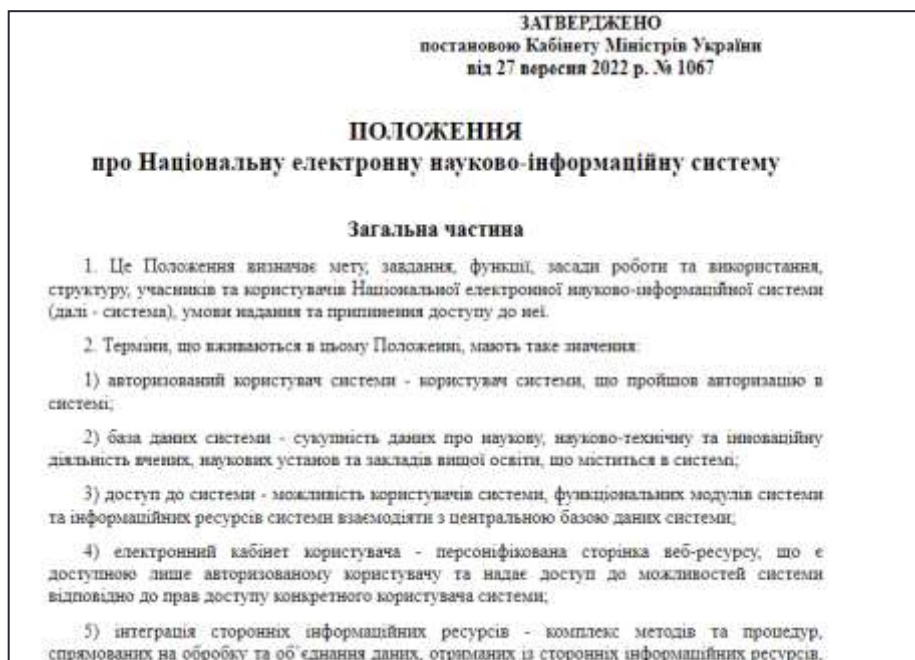 ЗАТВЕРДЖЕНО
постановою Кабінету Міністрів України
від 27 вересня 2022 р. № 1067
ПОЛОЖЕННЯ
про Національну електронну науково-інформаційну систему
Загальна частина
1. Це Положення визначає мету, завдання, функції, засади роботи та використання,
структуру, учасників та користувачів Національної електронної науково-інформаційної системи
(далі - система), умови надання та припинення доступу до неї.
2. Терміни, що вживаються в цьому Положенні, мають таке значення:
1) авторизований користувач системи - користувач системи, що пройшов авторизацію в
системі;
2) база даних системи - сукупність даних про наукову, науково-технічну та інноваційну
діяльність вчених, наукових установ та закладів вищої освіти, що міститься в системі;
3) доступ до системи - можливість користувачів системи, функціональних модулів системи
та інформаційних ресурсів системи взаємодіяти з центральною базою даних системи;
4) електронний кабінет користувача - персоніфікована сторінка веб-ресурсу, що є
доступною лише авторизованому користувачу та надає доступ до можливостей системи
відповідно до прав доступу конкретного користувача системи;
5) інтеграція сторонніх інформаційних ресурсів - комплекс методів та процедур,
спрямованих на обробку та об'єднання даних, отриманих із сторонніх інформаційних ресурсів,